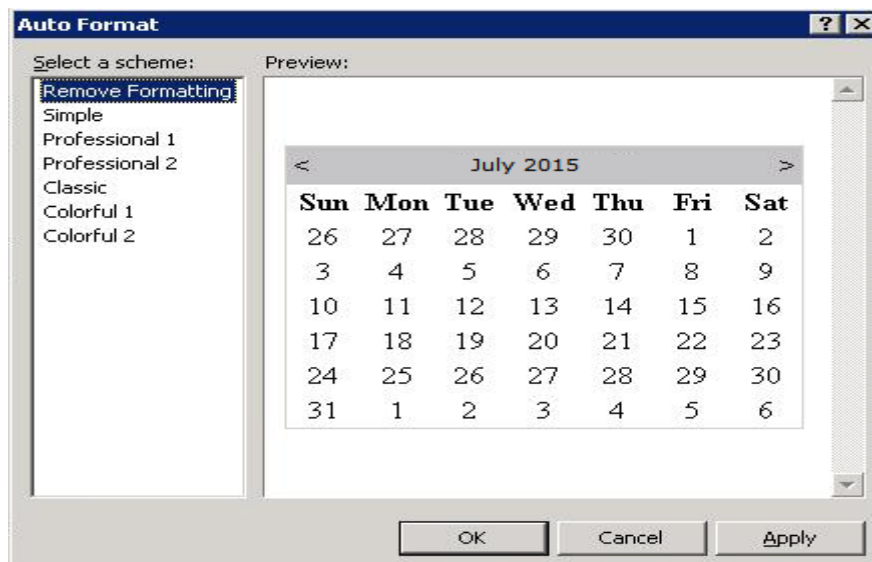 Auto Format
Select a scheme:
Preview:
Remove Formatting
Simple
Professional 1
Professional 2
Classic
Colorful 1
Colorful 2
< July 2015 >
Sun Mon Tue Wed Thu Fri Sat
26 27 28 29 30 1 2
3 4 5 6 7 8 9
10 11 12 13 14 15 16
17 18 19 20 21 22 23
24 25 26 27 28 29 30
31 1 2 3 4 5 6
OK Cancel Apply